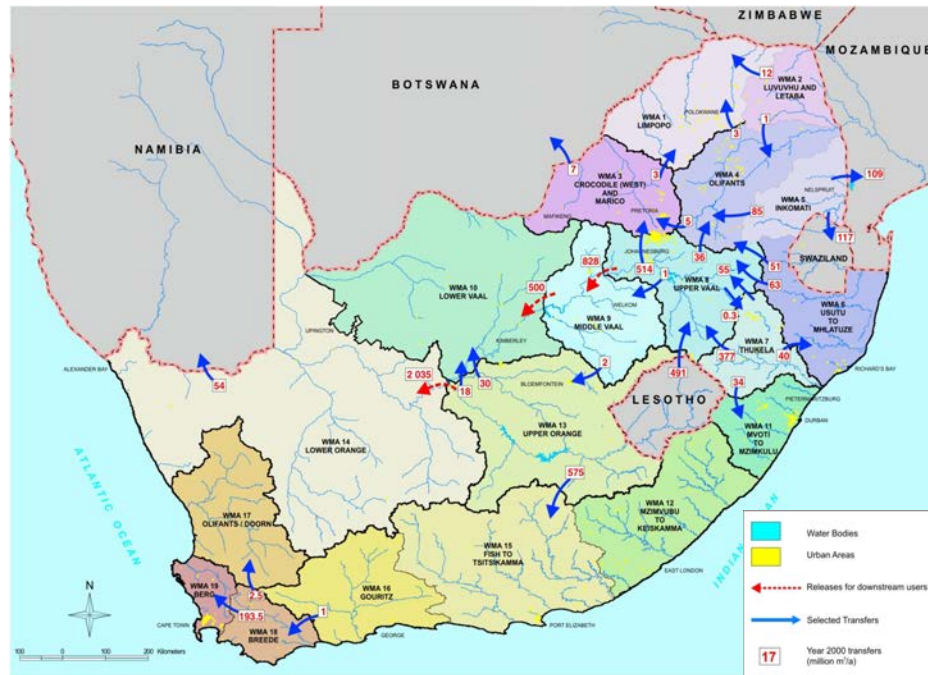 ZIMBABWE
MOZAMBIQUE
BOTSWANA
NAMIBIA
12
WMA 2
LUVUVHU AND
LETABA
POLOKWANE
WMA 1
LIMPOPO
3
1
7
3
WMA 3
CROCODILE (WEST)
AND
MARICO
WMA 4
OLIFANTS
109
NELSPRUIT
WMA 5
INKOMATI
MAFIKENG
PRETORIA
5
85
117
JOHANNESBURG
36
SWAZILAND
514
828
1
55
51
63
WMA 8
UPPER VAAL
500
WMA 10
LOWER VAAL
WELKOM
WMA 9
MIDDLE VAAL
0.3
WMA 6
USUTU
TO
MHLATUZE
UPINGTON
KIMBERLEY
WMA 7
THUKELA
377
40
ALEXANDER BAY
54
2 035
18
30
2
BLOEMFONTEIN
491
RICHARD'S BAY
34
LESOTHO
PIETERMARITZBURG
DURBAN
WMA 13
UPPER ORANGE
WMA 11
MVOTI
TO
MZIMKULU
WMA 14
LOWER ORANGE
575
ATLANTIC OCEAN
WMA 17
OLIFANTS / DOORN
WMA 12
MZIMVUBU
TO
KEISKAMMA
INDIAN
WMA 15
FISH TO
TSITSIKAMMA
EAST LONDON
WMA 19
BERG
2.5
WMA 16
GOURITZ
193.5
1
CAPE TOWN
WMA 18
BREEDE
GEORGE
PORT ELIZABETH
N
100 0 100 200 Kilometers
Water Bodies
Urban Areas
Releases for downstream users
Selected Transfers
17
Year 2000 transfers
(million m³/a)